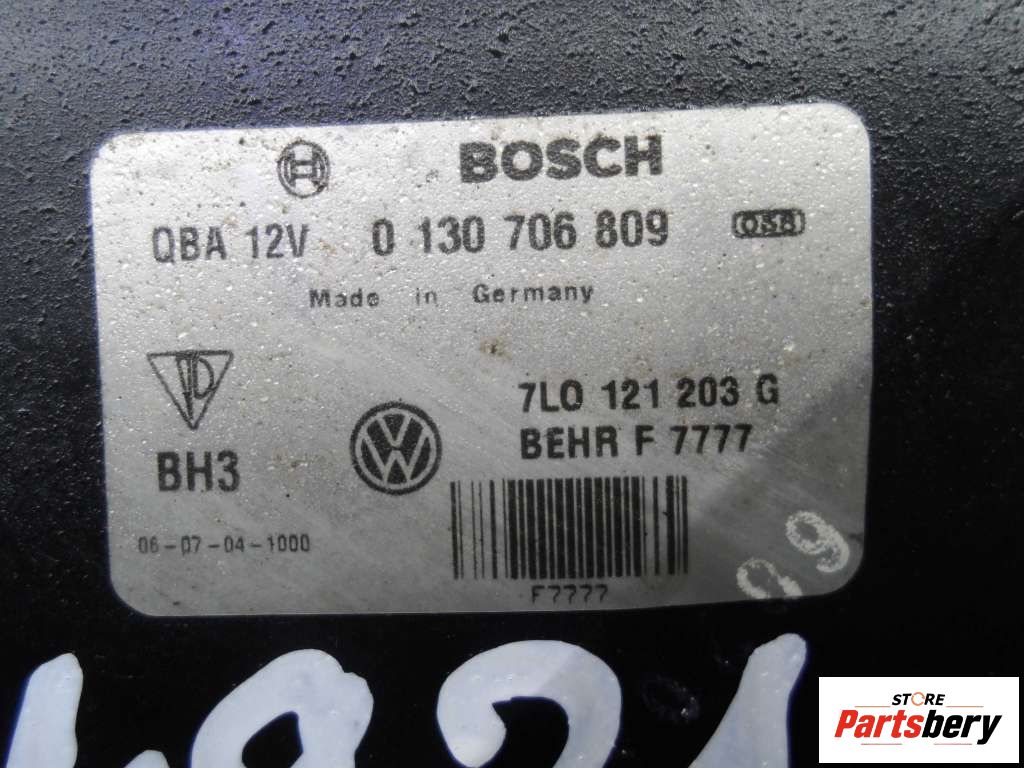 BOSCH
QBA 12V 0 130 706 809
Made in Germany
7L0 121 203 G
BEHR F 7777
BH3
06-07-04-1000
F7777
STORE
Partsbery